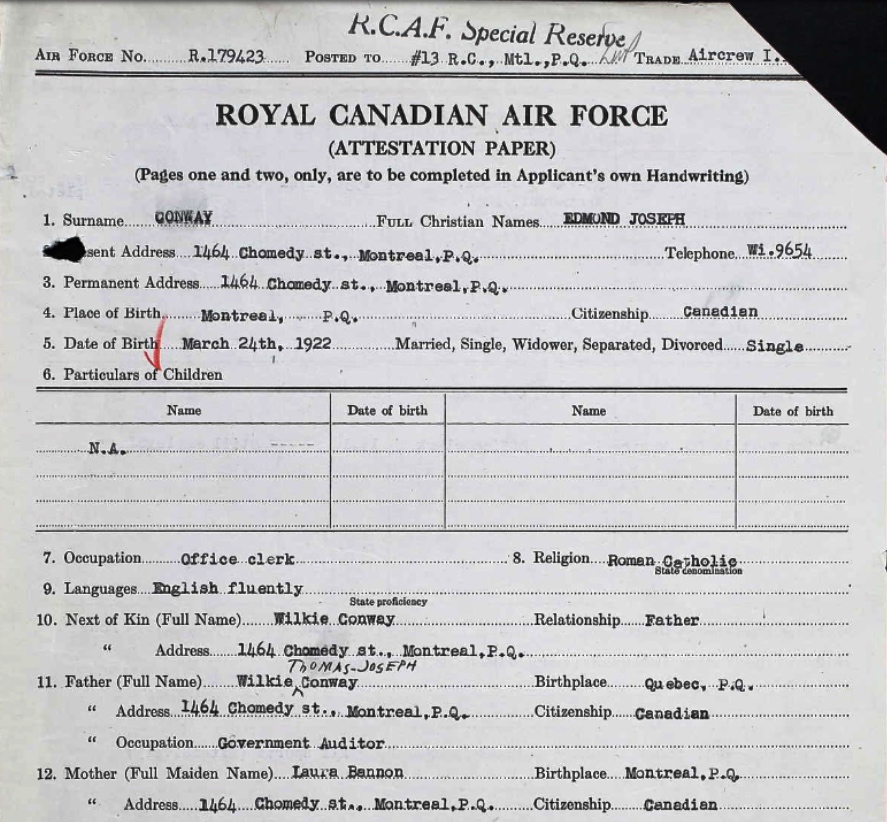 R.C.A.F. Special Reserve
AIR FORCE NO. R.179423 POSTED TO #13 R.C., Mtl.,P.Q. TRADE Aircrew I.
ROYAL CANADIAN AIR FORCE
(ATTESTATION PAPER)
(Pages one and two, only, are to be completed in Applicant's own Handwriting)
1. Surname CONWAY FULL Christian Names EDMOND JOSEPH
sent Address 1464 Chomedy st., Montreal,P.Q. Telephone Wi.9654
3. Permanent Address 1464 Chomedy st., Montreal,P.Q.
4. Place of Birth Montreal, P.Q. Citizenship Canadian
5. Date of Birth March 24th, 1922 Married, Single, Widower, Separated, Divorced Single
6. Particulars of Children
Name Date of birth Name Date of birth
N.A.
7. Occupation Office clerk 8. Religion Roman Catholic
State denomination
9. Languages English fluently
State proficiency
10. Next of Kin (Full Name) Wilkie Conway Relationship Father
" Address 1464 Chomedy st., Montreal,P.Q.
THOMAS-JOSEPH
11. Father (Full Name) Wilkie Conway Birthplace Quebec, P.Q.
" Address 1464 Chomedy st., Montreal,P.Q. Citizenship Canadian
" Occupation Government Auditor
12. Mother (Full Maiden Name) Laura Bannon Birthplace Montreal,P.Q.
" Address 1464 Chomedy st., Montreal,P.Q. Citizenship Canadian